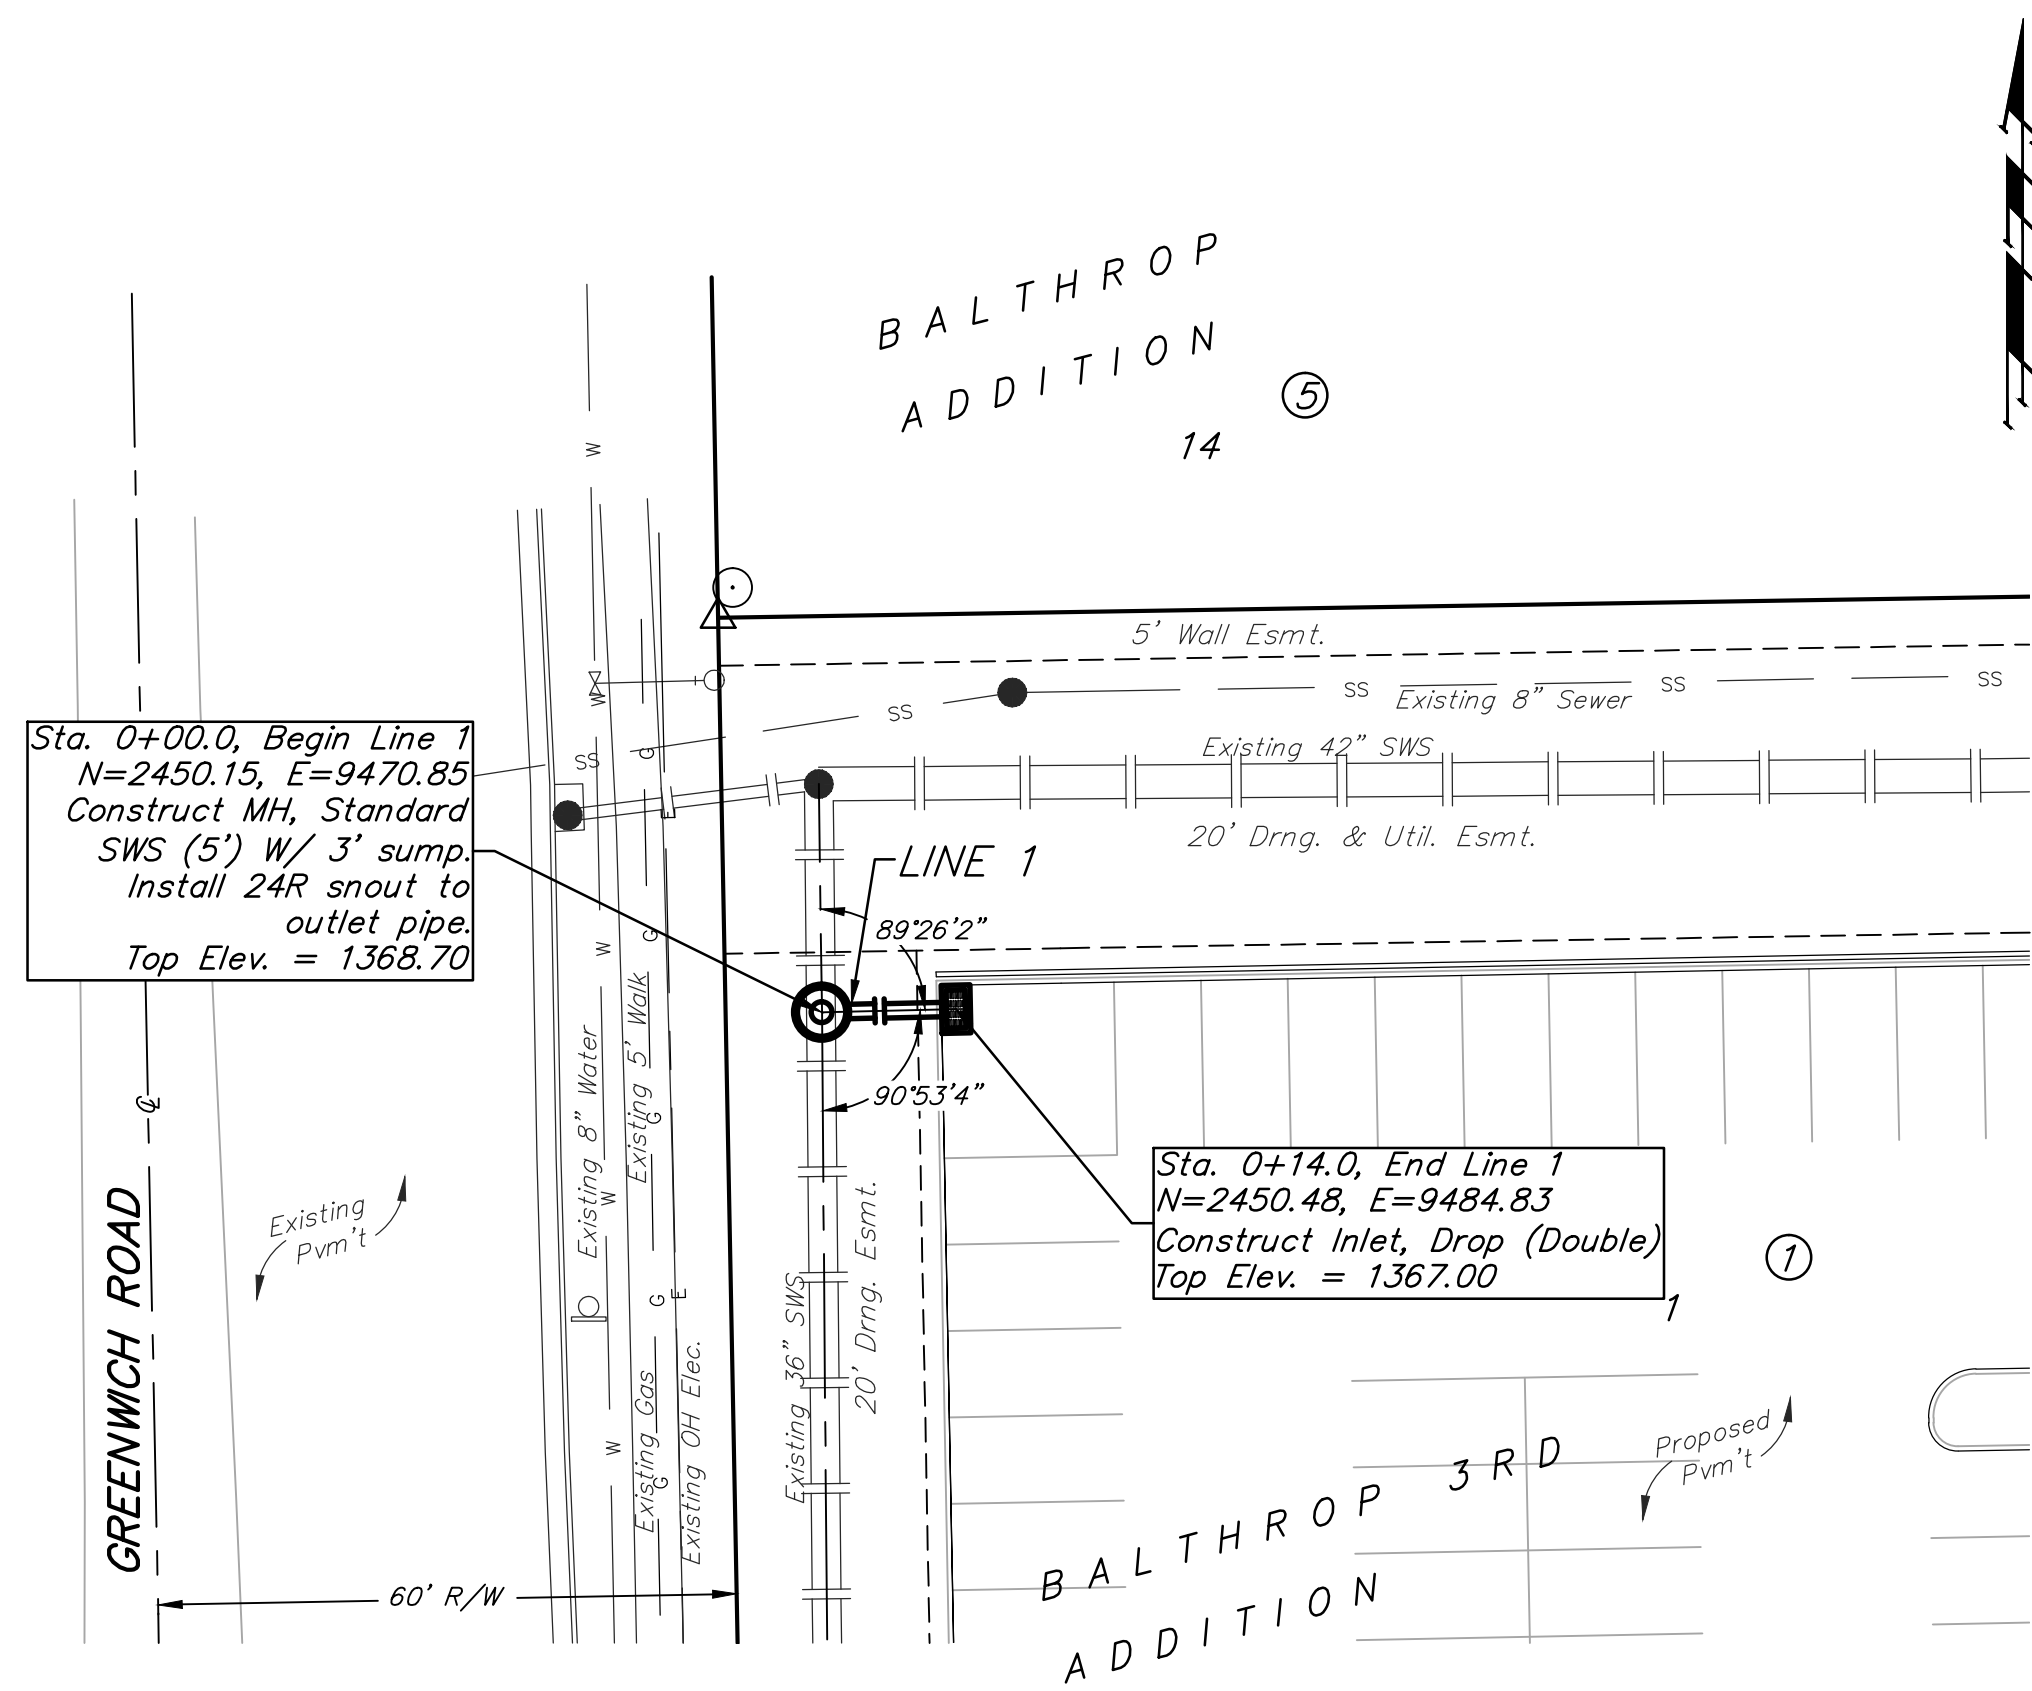 BALTHROP
ADDITION
5
14
W
5' Wall Esmt.
SS
SS
SS
Existing 8" Sewer
SS
W
Existing 42" SWS
G
SS
Sta. 0+00.0, Begin Line 1
N=2450.15, E=9470.85
Construct MH, Standard
SWS (5') W/ 3' sump.
Install 24R snout to
outlet pipe.
Top Elev. = 1368.70
E
20' Drng. & Util. Esmt.
LINE 1
89°26'2"
G
W
90°53'4"
℄
Existing 8" Water
Existing 5' Walk
G
W
Sta. 0+14.0, End Line 1
N=2450.48, E=9484.83
Construct Inlet, Drop (Double)
Top Elev. = 1367.00
1
1
GREENWICH ROAD
Existing
Pvm't
G
E
Existing 36" SWS
20' Drng. Esmt.
W
Existing Gas
G
Existing OH Elec.
Proposed
Pvm't
BALTHROP 3RD
ADDITION
60' R/W